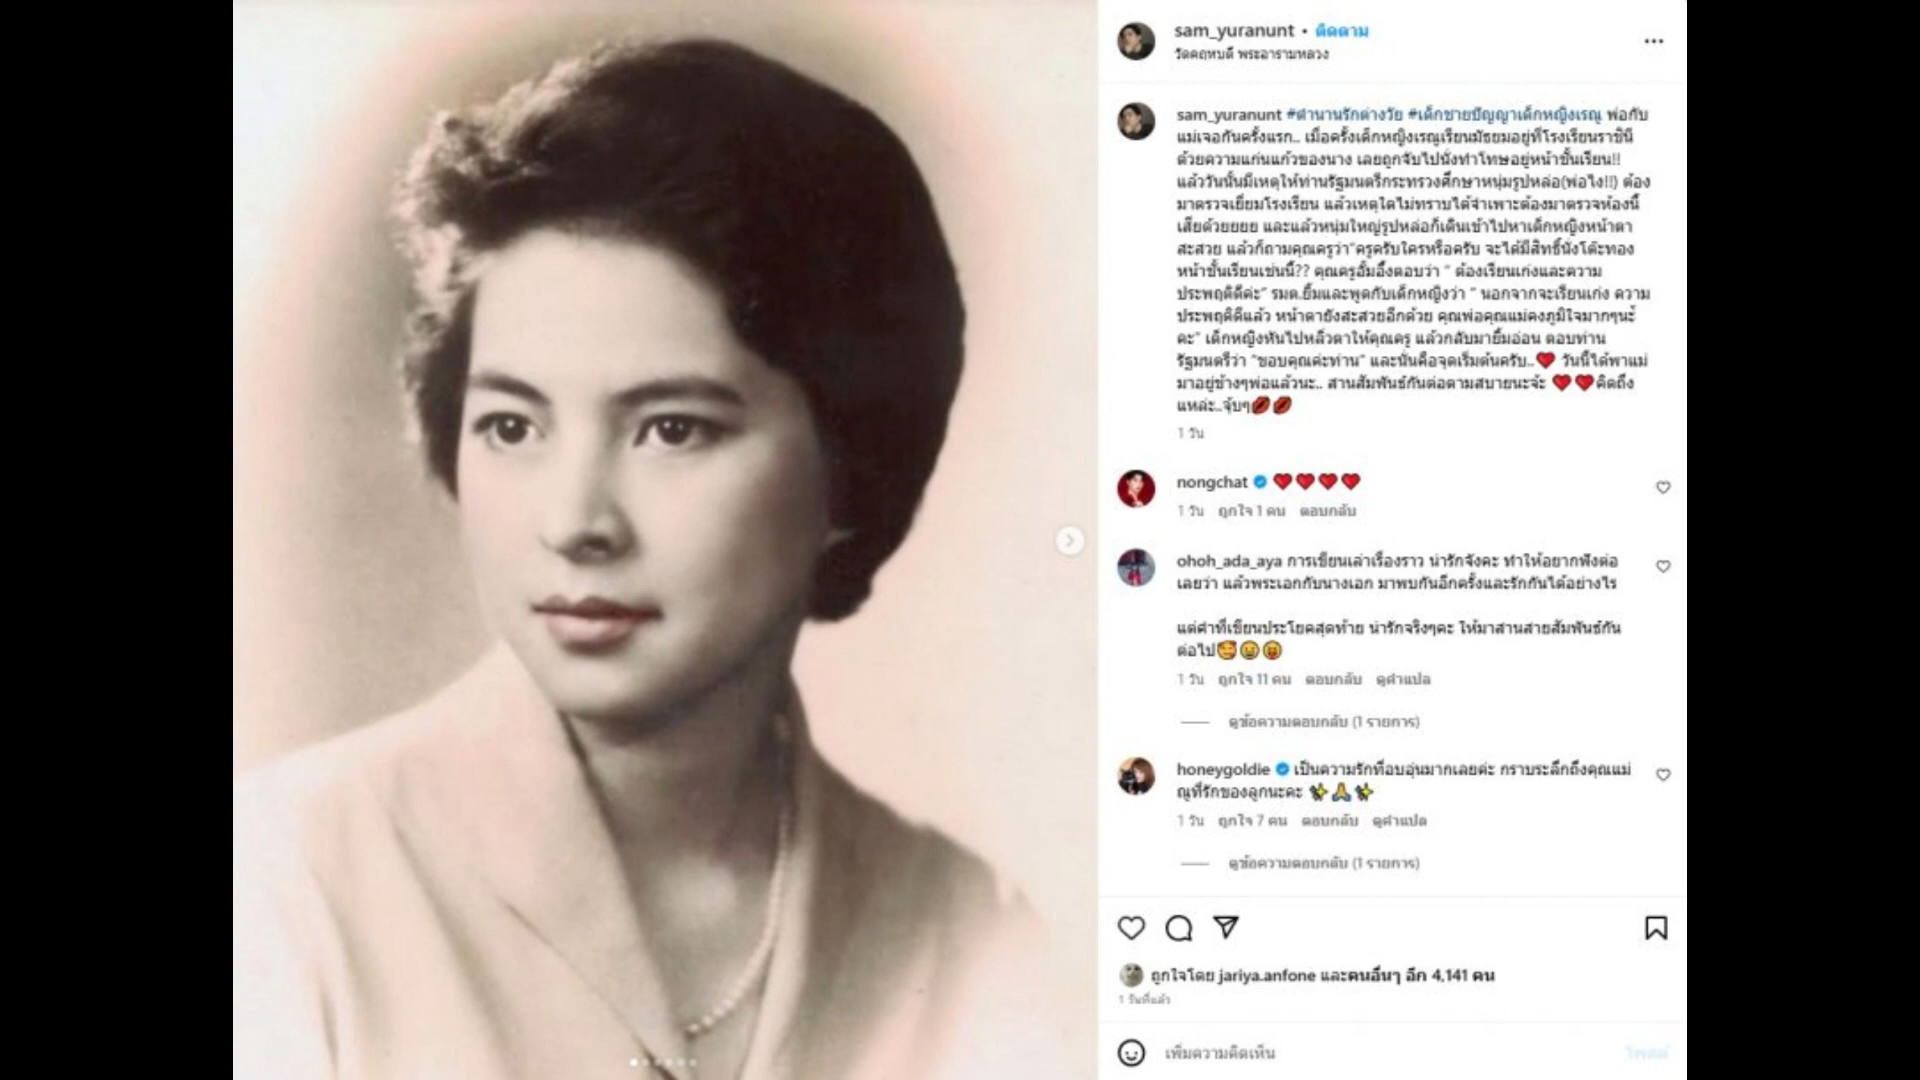 sam_yuranunt • ติดตาม
วัดคฤหบดี พระอารามหลวง
sam_yuranunt #ตำนานรักต่างวัย #เด็กชายปัญญาเด็กหญิงเรณู พ่อกับ
แม่เจอกันครั้งแรก.. เมื่อครั้งเด็กหญิงเรณูเรียนมัธยมอยู่ที่โรงเรียนราชินี
ด้วยความแก่นแก้วของนาง เลยถูกจับไปนั่งทำโทษอยู่หน้าชั้นเรียน!!
แล้ววันนั้นมีเหตุให้ท่านรัฐมนตรีกระทรวงศึกษาหนุ่มรูปหล่อ(พ่อไง!!) ต้อง
มาตรวจเยี่ยมโรงเรียน แล้วเหตุใดไม่ทราบได้จำเพาะต้องมาตรวจห้องนี้
เสียด้วยยยย และแล้วหนุ่มใหญ่รูปหล่อก็เดินเข้าไปหาเด็กหญิงหน้าตา
สะสวย แล้วก็ถามคุณครูว่า"ครูครับใครหรือครับ จะได้มีสิทธิ์นั่งโต๊ะทอง
หน้าชั้นเรียนเช่นนี้?? คุณครูอั้มอึ้งตอบว่า " ต้องเรียนเก่งและความ
ประพฤติดีค่ะ" รมต.ยิ้มและพูดกับเด็กหญิงว่า " นอกจากจะเรียนเก่ง ความ
ประพฤติดีแล้ว หน้าตายังสะสวยอีกด้วย คุณพ่อคุณแม่คงภูมิใจมากๆนะ
คะ" เด็กหญิงหันไปหลิ่วตาให้คุณครู แล้วกลับมายิ้มอ่อน ตอบท่าน
รัฐมนตรีว่า "ขอบคุณค่ะท่าน" และนั่นคือจุดเริ่มต้นครับ..❤️ วันนี้ได้พาแม่
มาอยู่ข้างๆพ่อแล้วนะ.. สานสัมพันธ์กันต่อตามสบายนะจ้ะ ❤️❤️คิดถึง
แหล่ะ..จุ้บๆ💋💋
1 วัน
nongchat ❤️❤️❤️❤️
1 วัน ถูกใจ 1 คน ตอบกลับ
ohoh_ada_aya การเขียนเล่าเรื่องราว น่ารักจังคะ ทำให้อยากฟังต่อ
เลยว่า แล้วพระเอกกับนางเอก มาพบกันอีกครั้งและรักกันได้อย่างไร
แต่คำที่เขียนประโยคสุดท้าย น่ารักจริงๆคะ ให้มาสานสายสัมพันธ์กัน
ต่อไป
1 วัน ถูกใจ 11 คน ตอบกลับ ดูคำแปล
ดูข้อความตอบกลับ (1 รายการ)
honeygoldie เป็นความรักที่อบอุ่นมากเลยค่ะ กราบระลึกถึงคุณแม่
ณูที่รักของลูกนะคะ ✨🙏✨
1 วัน ถูกใจ 7 คน ตอบกลับ ดูคำแปล
ดูข้อความตอบกลับ (1 รายการ)
ถูกใจโดย jariya.anfone และคนอื่นๆ อีก 4,141 คน
1 วันที่แล้ว
เพิ่มความคิดเห็น
โพสต์